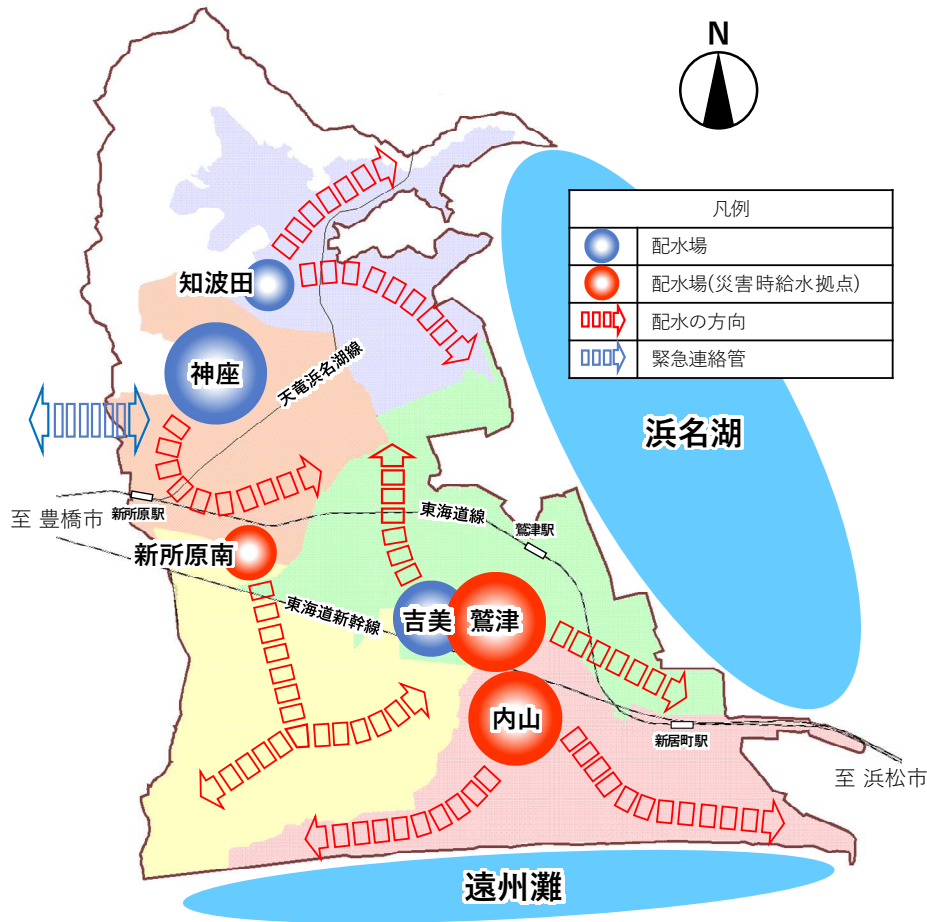 N
凡例
配水場
配水場(災害時給水拠点)
配水の方向
緊急連絡管
知波田
神座
天竜浜名湖線
浜名湖
新所原駅
至 豊橋市
東海道線
鷲津駅
新所原南
東海道新幹線
吉美
鷲津
内山
新居町駅
至 浜松市
遠州灘